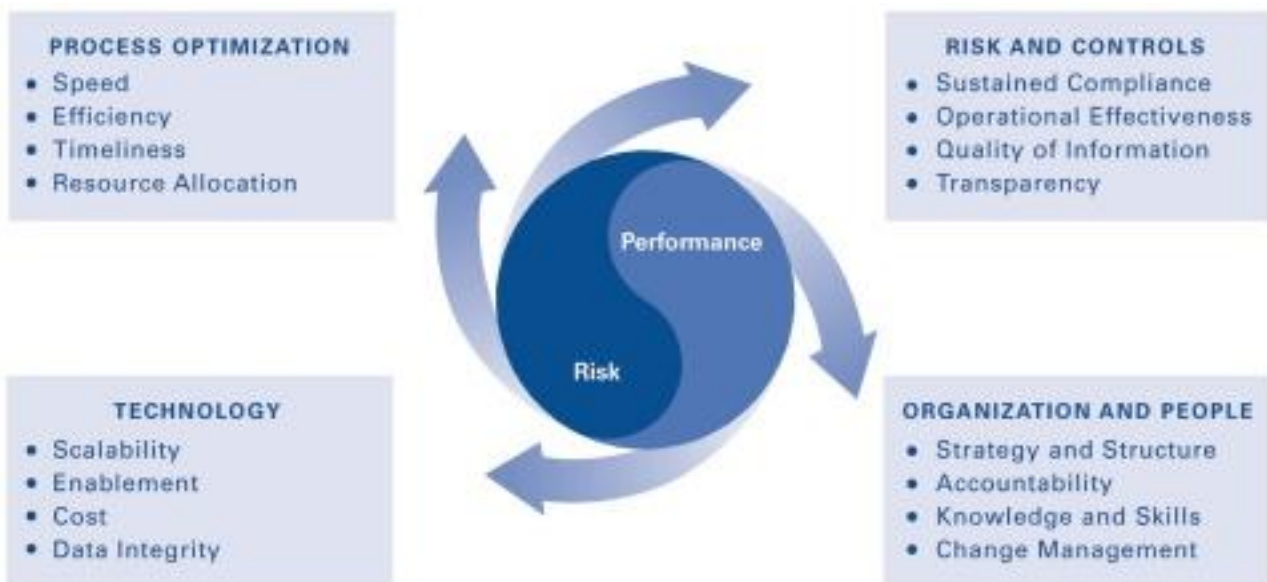 PROCESS OPTIMIZATION
• Speed
• Efficiency
• Timeliness
• Resource Allocation
RISK AND CONTROLS
• Sustained Compliance
• Operational Effectiveness
• Quality of Information
• Transparency
Performance
Risk
TECHNOLOGY
• Scalability
• Enablement
• Cost
• Data Integrity
ORGANIZATION AND PEOPLE
• Strategy and Structure
• Accountability
• Knowledge and Skills
• Change Management